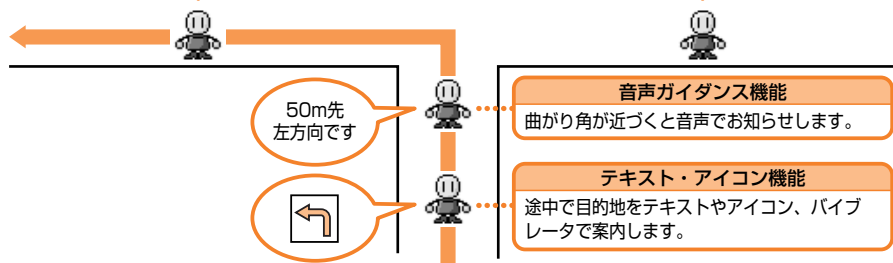 50m先
左方向です
音声ガイダンス機能
曲がり角が近づくと音声でお知らせします。
テキスト・アイコン機能
途中で目的地をテキストやアイコン、バイブ
レータで案内します。